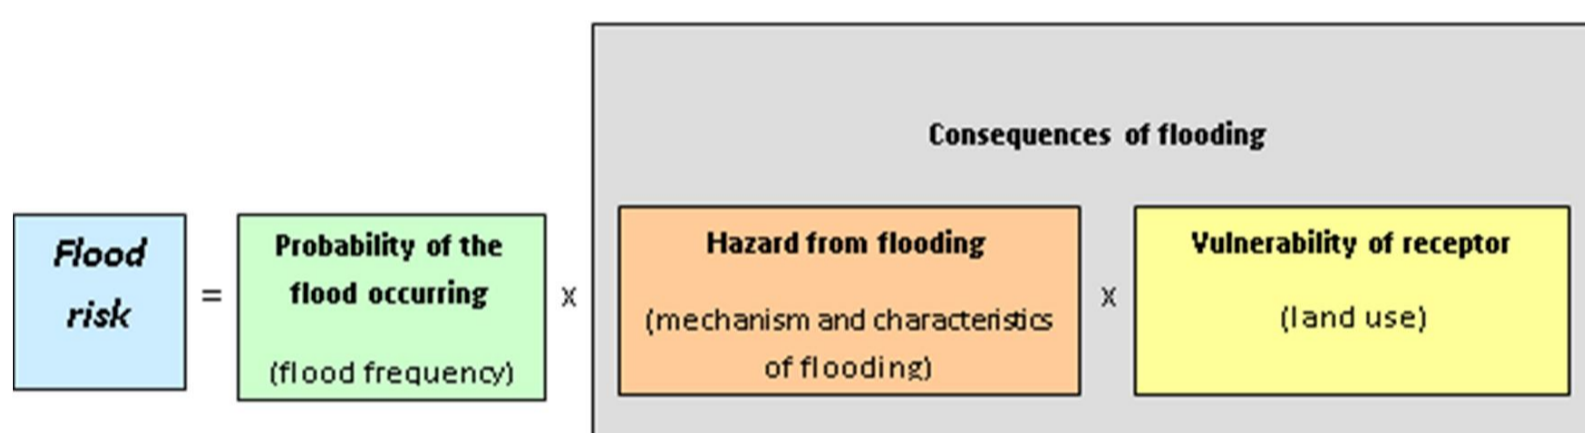 Consequences of flooding
Flood
risk
=
Probability of the
flood occurring
(flood frequency)
x
Hazard from flooding
(mechanism and characteristics
of flooding)
x
Vulnerability of receptor
(land use)